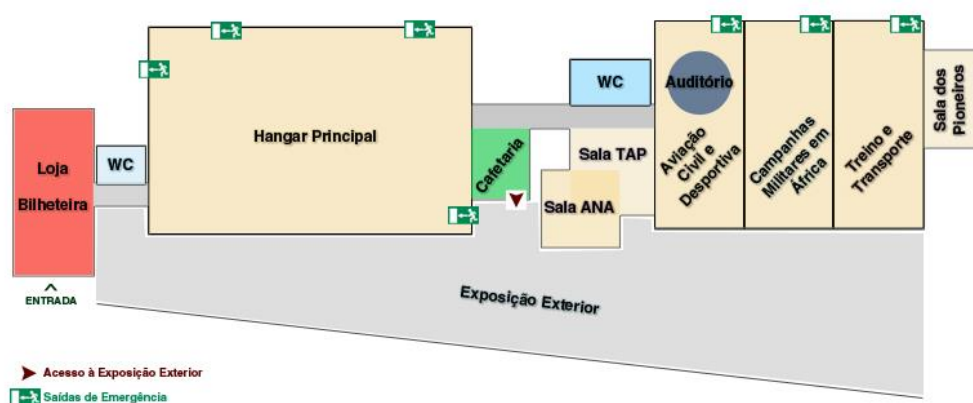 Loja
Bilheteira
ENTRADA
WC
Hangar Principal
Cafetaria
WC
Sala TAP
Sala ANA
Auditório
Aviação
Civil e
Desportiva
Campanhas
Militares em
África
Treino e
Transporte
Sala dos
Pioneiros
Exposição Exterior
Acesso à Exposição Exterior
Saídas de Emergência